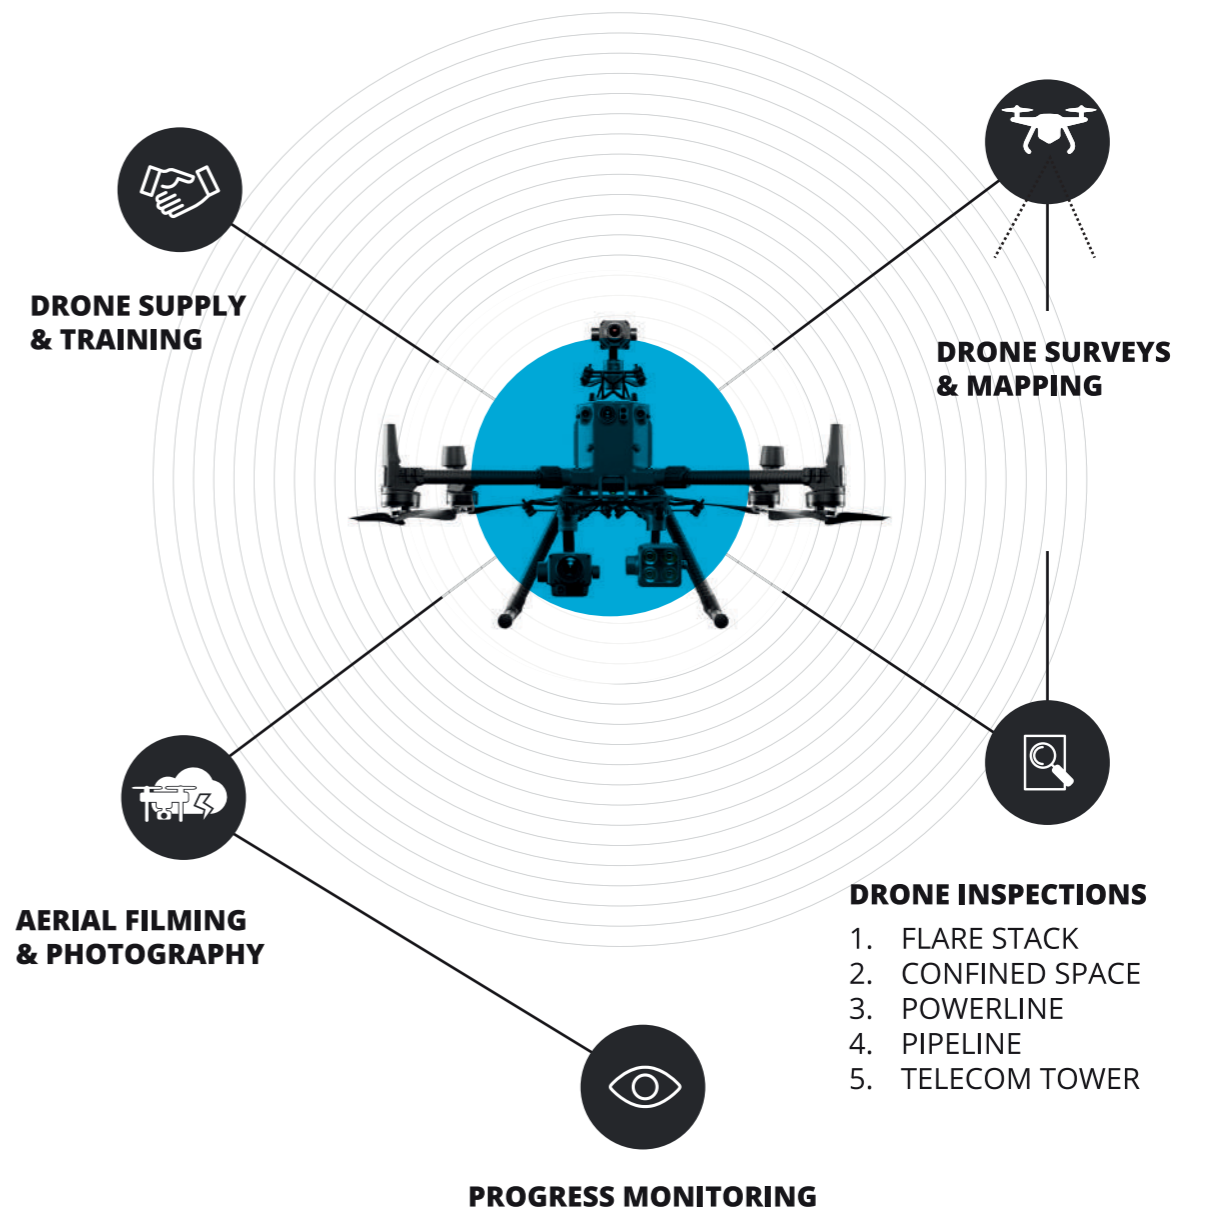 DRONE SUPPLY
& TRAINING
DRONE SURVEYS
& MAPPING
AERIAL FILMING
& PHOTOGRAPHY
DRONE INSPECTIONS
1. FLARE STACK
2. CONFINED SPACE
3. POWERLINE
4. PIPELINE
5. TELECOM TOWER
PROGRESS MONITORING